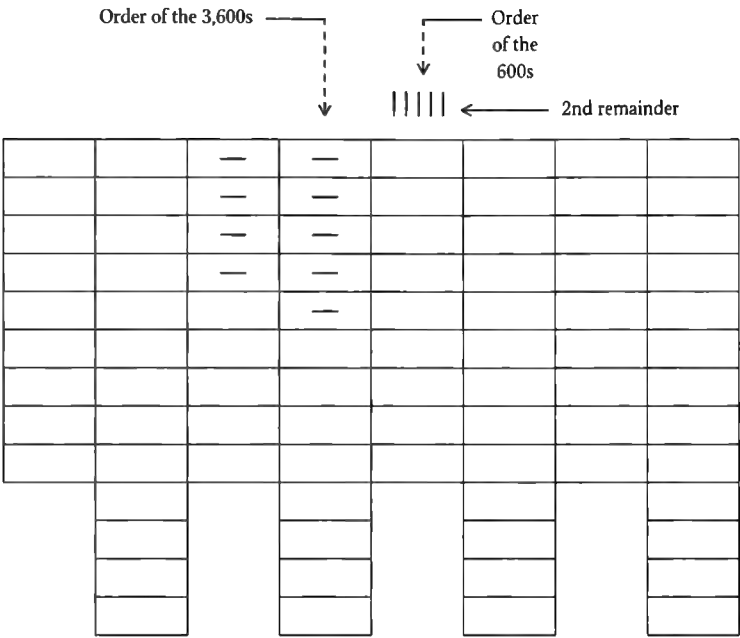 Order of the 3,600s
Order
of the
600s
2nd remainder